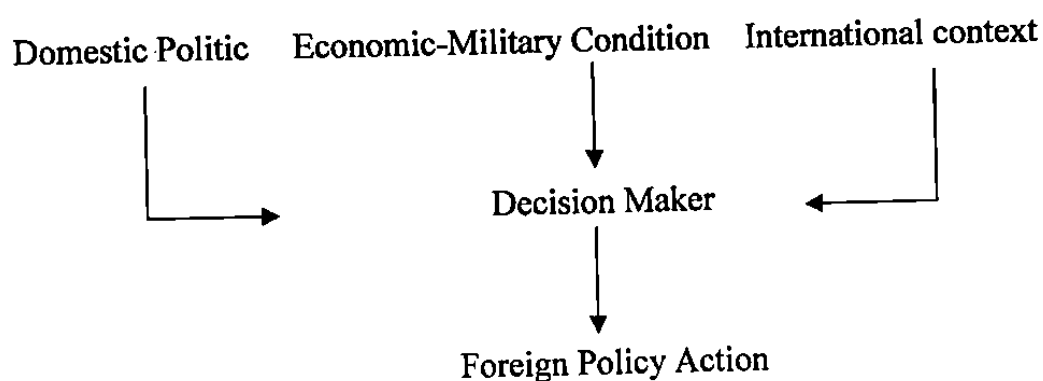 Domestic Politic
Economic-Military Condition
International context
Decision Maker
Foreign Policy Action